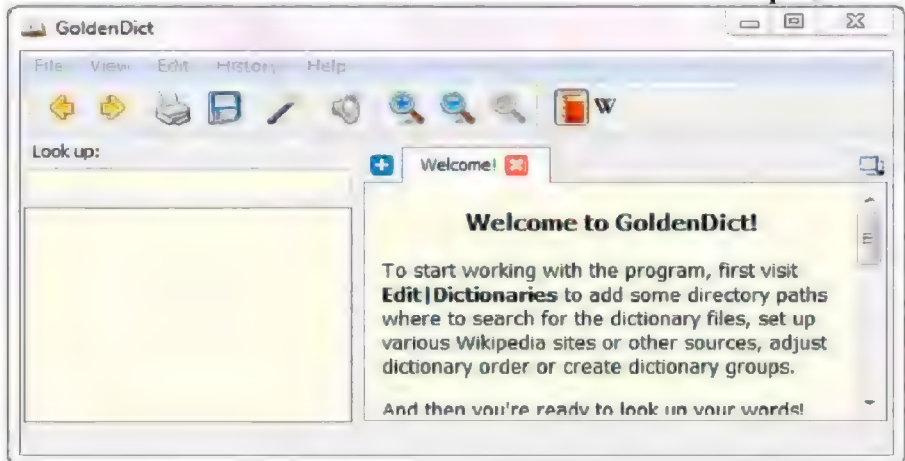 GoldenDict
File View Edit History Help
W
Look up:
Welcome!
Welcome to GoldenDict!
To start working with the program, first visit
Edit|Dictionaries to add some directory paths
where to search for the dictionary files, set up
various Wikipedia sites or other sources, adjust
dictionary order or create dictionary groups.
And then you're ready to look up your words!